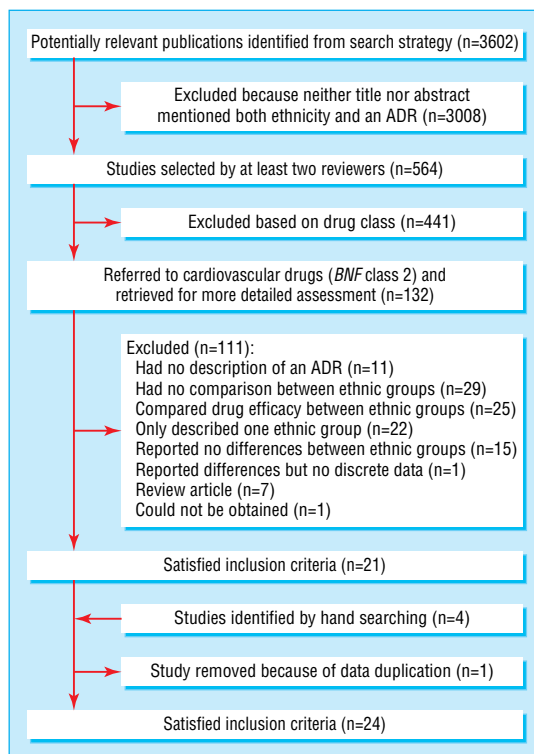 Potentially relevant publications identified from search strategy (n=3602)
Excluded because neither title nor abstract
mentioned both ethnicity and an ADR (n=3008)
Studies selected by at least two reviewers (n=564)
Excluded based on drug class (n=441)
Referred to cardiovascular drugs (BNF class 2) and
retrieved for more detailed assessment (n=132)
Excluded (n=111):
Had no description of an ADR (n=11)
Had no comparison between ethnic groups (n=29)
Compared drug efficacy between ethnic groups (n=25)
Only described one ethnic group (n=22)
Reported no differences between ethnic groups (n=15)
Reported differences but no discrete data (n=1)
Review article (n=7)
Could not be obtained (n=1)
Satisfied inclusion criteria (n=21)
Studies identified by hand searching (n=4)
Study removed because of data duplication (n=1)
Satisfied inclusion criteria (n=24)